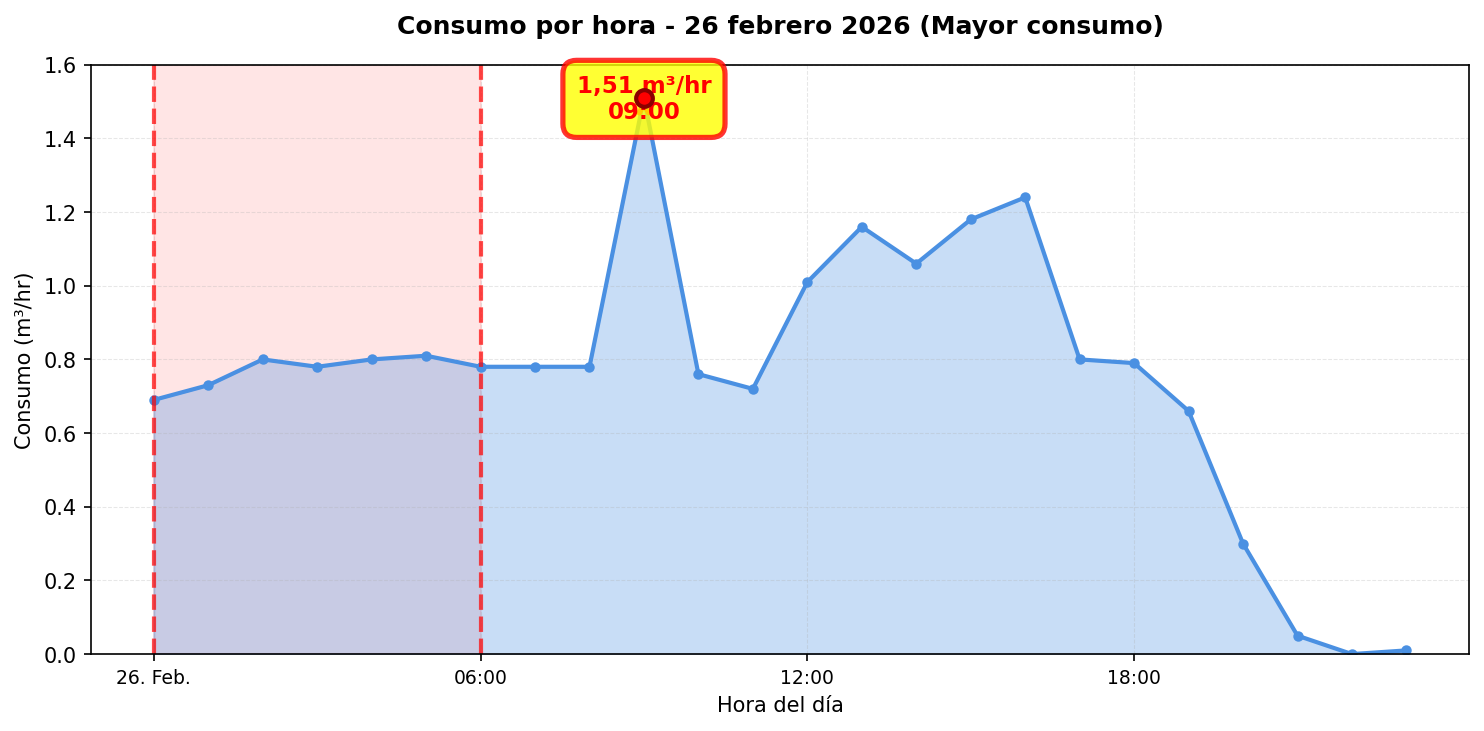 Consumo por hora - 26 febrero 2026 (Mayor consumo)
1.6
1.4
1.2
1.0
0.8
0.6
0.4
0.2
0.0
Consumo (m³/hr)
1,51 m³/hr
09:00
26. Feb.
06:00
12:00
18:00
Hora del día